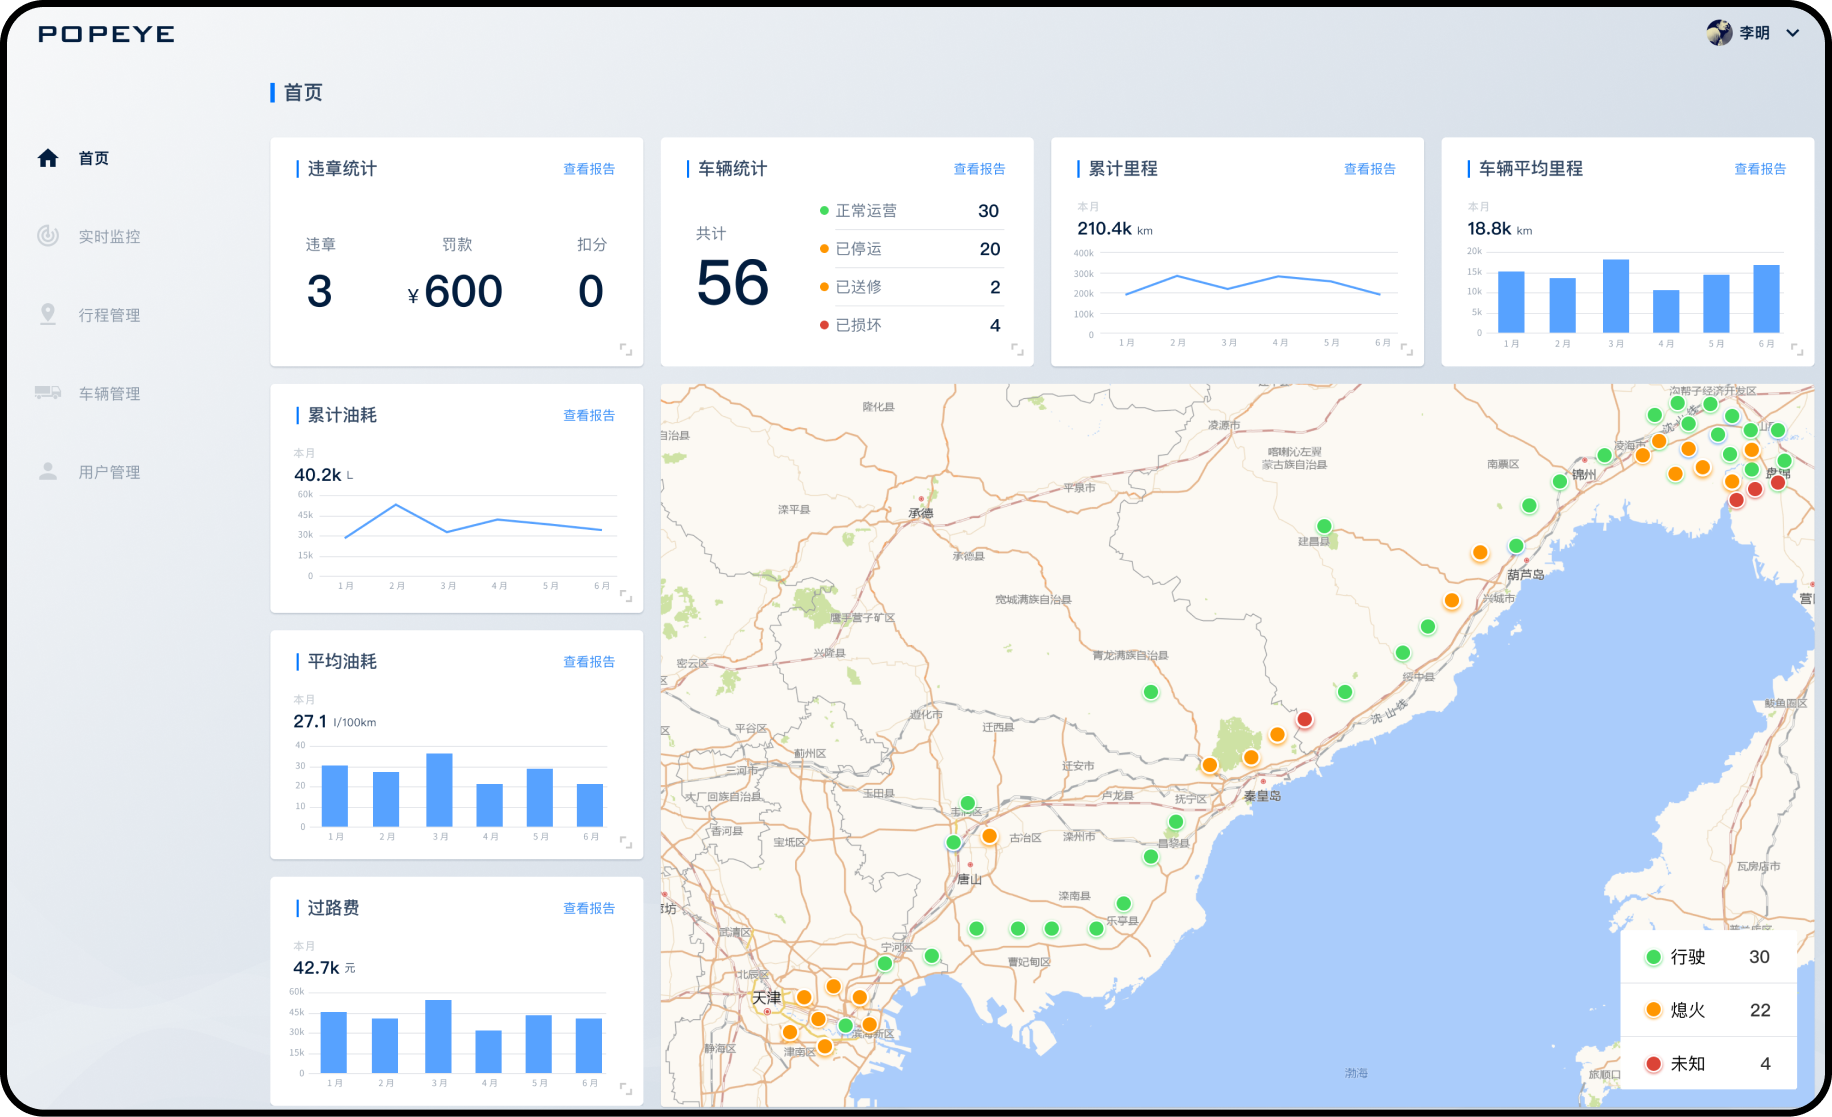 POPEYE
李明
首页
首页
实时监控
行程管理
车辆管理
用户管理
违章统计
查看报告
违章
罚款
扣分
3
¥600
0
车辆统计
查看报告
共计
56
正常运营 30
已停运 20
已送修 2
已损坏 4
累计里程
查看报告
本月
210.4k km
400k
300k
200k
100k
0
1月 2月 3月 4月 5月 6月
车辆平均里程
查看报告
本月
18.8k km
20k
15k
10k
5k
0
1月 2月 3月 4月 5月 6月
累计油耗
查看报告
本月
40.2k L
60k
45k
30k
15k
0
1月 2月 3月 4月 5月 6月
平均油耗
查看报告
本月
27.1 l/100km
40
30
20
10
0
1月 2月 3月 4月 5月 6月
过路费
查看报告
本月
42.7k 元
60k
45k
30k
15k
0
1月 2月 3月 4月 5月 6月
隆化县
自治县
凌源市
喀喇沁左翼
蒙古族自治县
沟帮子经济开发区
凌海市
南票区
锦州
平泉市
滦平县
承德
承德县
建昌县
葫芦岛
兴城市
宽城满族自治县
鹰手营子矿区
兴隆县
密云区
青龙满族自治县
绥中县
沈山铁
鲅鱼圈区
遵化市
迁西县
平谷区
蓟州区
三河市
迁安市
大厂回族自治县
玉田县
卢龙县
抚宁区
秦皇岛
丰润区
香河县
宝坻区
古冶区
滦州市
昌黎县
唐山
瓦房店市
滦南县
乐亭县
武清区
宁河区
曹妃甸区
北辰区
天津
滨海新区
静海区
津南区
渤海
旅顺口
行驶 30
熄火 22
未知 4